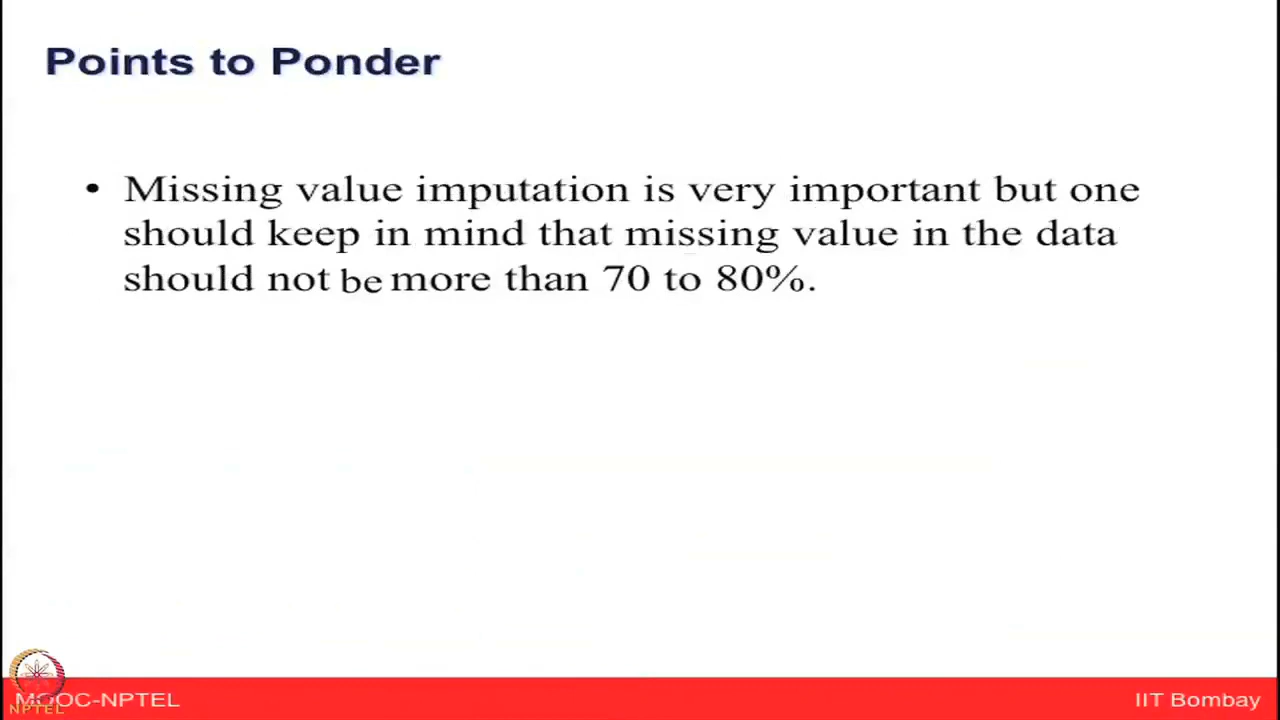 Points to Ponder
• Missing value imputation is very important but one
should keep in mind that missing value in the data
should not be more than 70 to 80%.
MOOC-NPTEL
NPTEL
IIT Bombay